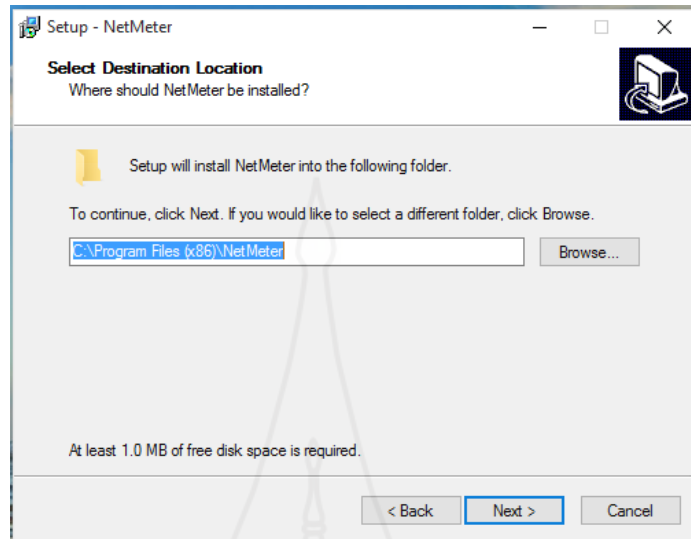 Setup - NetMeter
Select Destination Location
Where should NetMeter be installed?
Setup will install NetMeter into the following folder.
To continue, click Next. If you would like to select a different folder, click Browse.
C:\Program Files (x86)\NetMeter
Browse...
At least 1.0 MB of free disk space is required.
< Back
Next >
Cancel